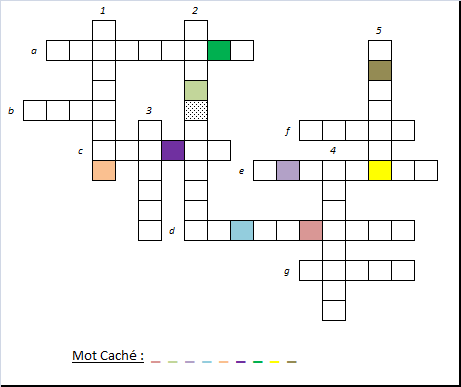 1 2
5
a
b
3
f
c 4
e
d
g
Mot Caché : _ _ _ _ _ _ _ _ _